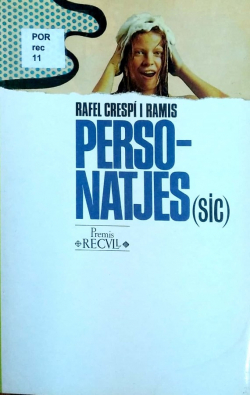 POR
rec
11
RAFEL CRESPÍ I RAMIS
PERSO-
NATJES (sic)
Premis
RECVLL